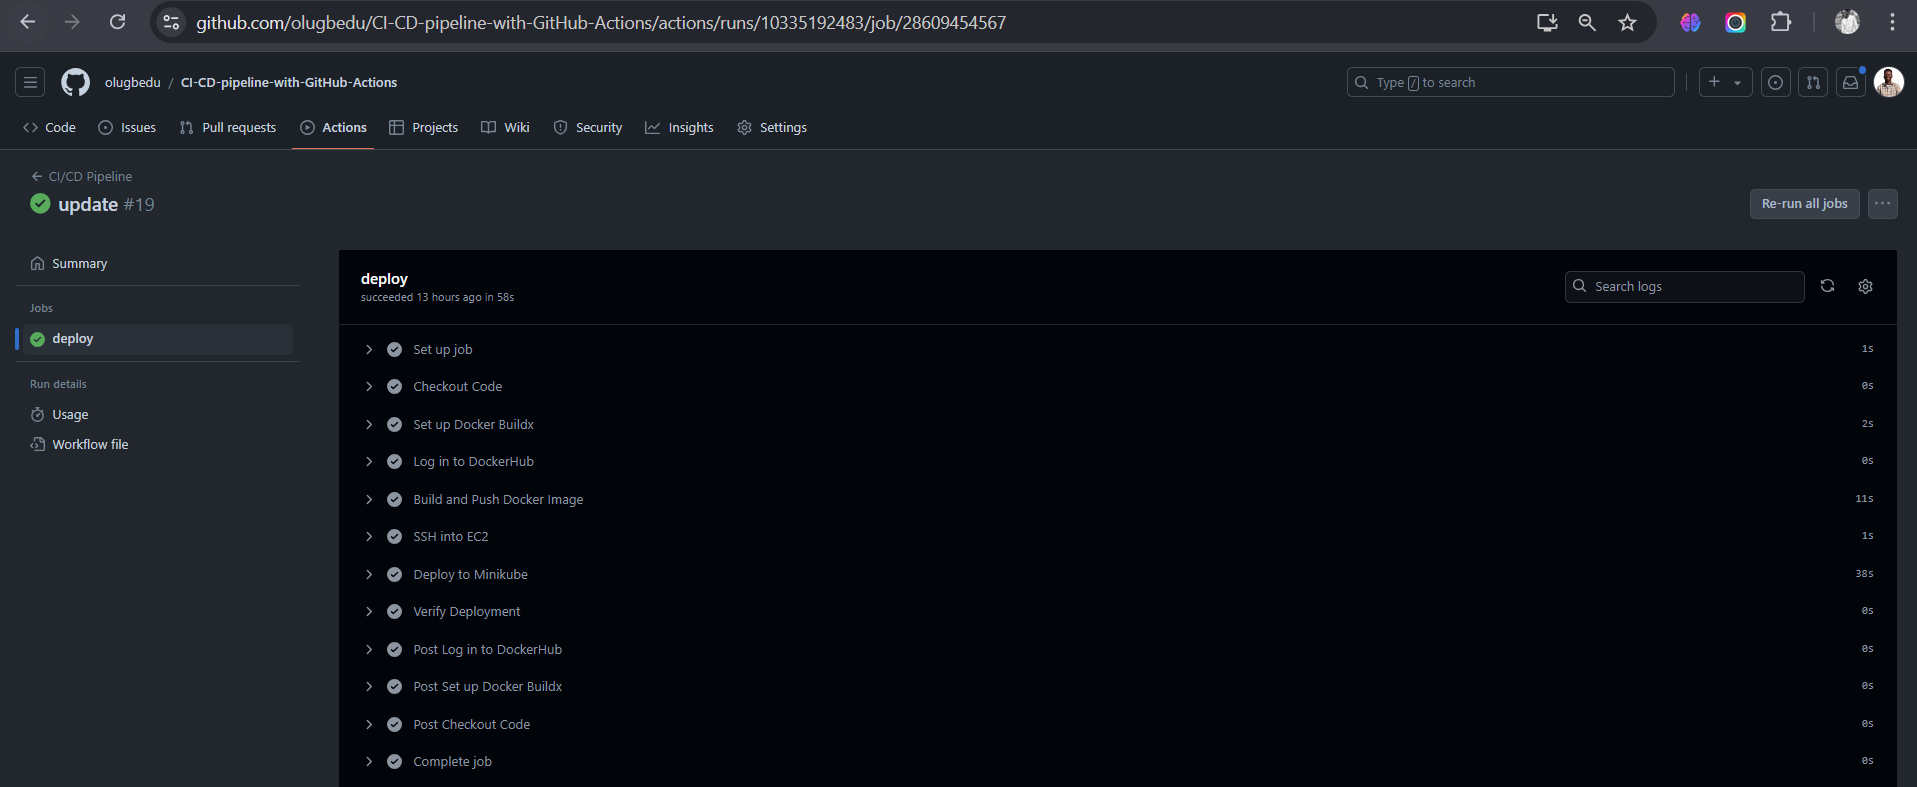 github.com/olugbedu/CI-CD-pipeline-with-GitHub-Actions/actions/runs/10335192483/job/28609454567
olugbedu / CI-CD-pipeline-with-GitHub-Actions
Type / to search
Code Issues Pull requests Actions Projects Wiki Security Insights Settings
CI/CD Pipeline
update #19
Re-run all jobs
Summary
Jobs
deploy
Run details
Usage
Workflow file
deploy
succeeded 13 hours ago in 58s
Search logs
Set up job 1s
Checkout Code 0s
Set up Docker Buildx 2s
Log in to DockerHub 0s
Build and Push Docker Image 11s
SSH into EC2 1s
Deploy to Minikube 38s
Verify Deployment 0s
Post Log in to DockerHub 0s
Post Set up Docker Buildx 0s
Post Checkout Code 0s
Complete job 0s